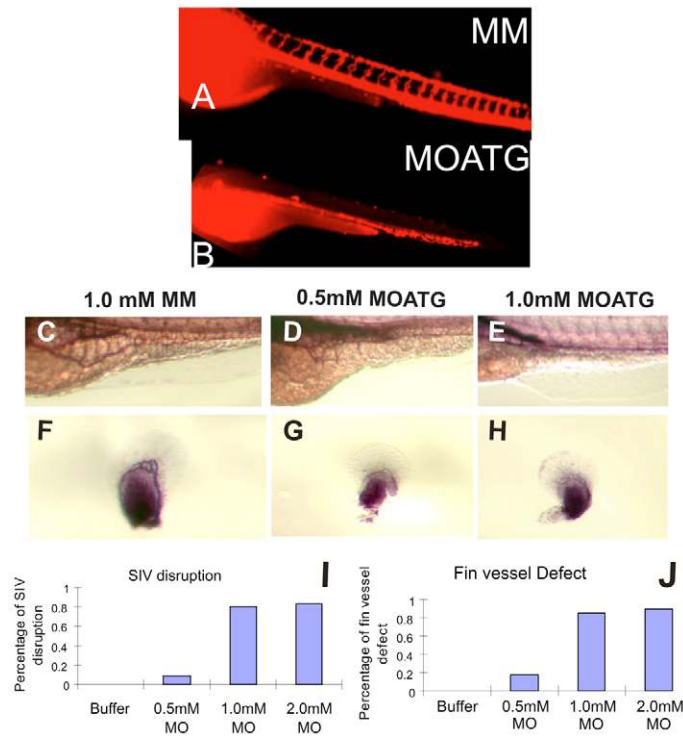 MM
A
MOATG
B
1.0 mM MM
0.5mM MOATG
1.0mM MOATG
C
D
E
F
G
H
SIV disruption
I
Percentage of SIV
disruption
1
0.8
0.6
0.4
0.2
0
Buffer
0.5mM
MO
1.0mM
MO
2.0mM
MO
Fin vessel Defect
J
Percentage of fin vessel
defect
1
0.8
0.6
0.4
0.2
0
Buffer
0.5mM
MO
1.0mM
MO
2.0mM
MO